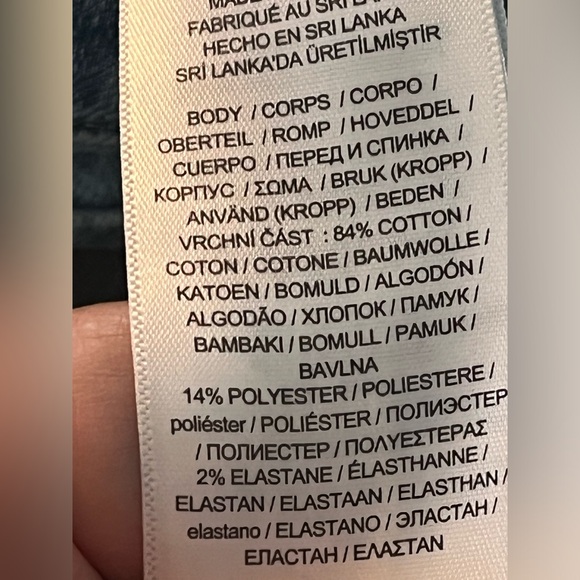 MADE
FABRIQUÉ AU SRI LA
HECHO EN SRI LANKA
SRİ LANKA'DA ÜRETİLMİŞTİR
BODY / CORPS / CORPO /
OBERTEIL / ROMP / HOVEDDEL /
CUERPO / ПЕРЕД И СПИНКА /
КОРПУС / ΣΩΜΑ / BRUK (KROPP) /
ANVÄND (KROPP) / BEDEN /
VRCHNÍ ČÁST : 84% COTTON /
COTON / COTONE / BAUMWOLLE /
KATOEN / BOMULD / ALGODÓN /
ALGODÃO / ХЛОПОК / ПАМУК /
BAMBAKI / BOMULL / PAMUK /
BAVLNA
14% POLYESTER / POLIESTERE /
poliéster / POLIÉSTER / ПОЛИЭСТЕР
/ ПОЛИЕСТЕР / ΠΟΛΥΕΣΤΕΡΑΣ
2% ELASTANE / ÉLASTHANNE /
ELASTAN / ELASTAAN / ELASTHAN /
elastano / ELASTANO / ЭЛАСТАН /
ЕЛАСТАН / ΕΛΑΣΤΑΝ